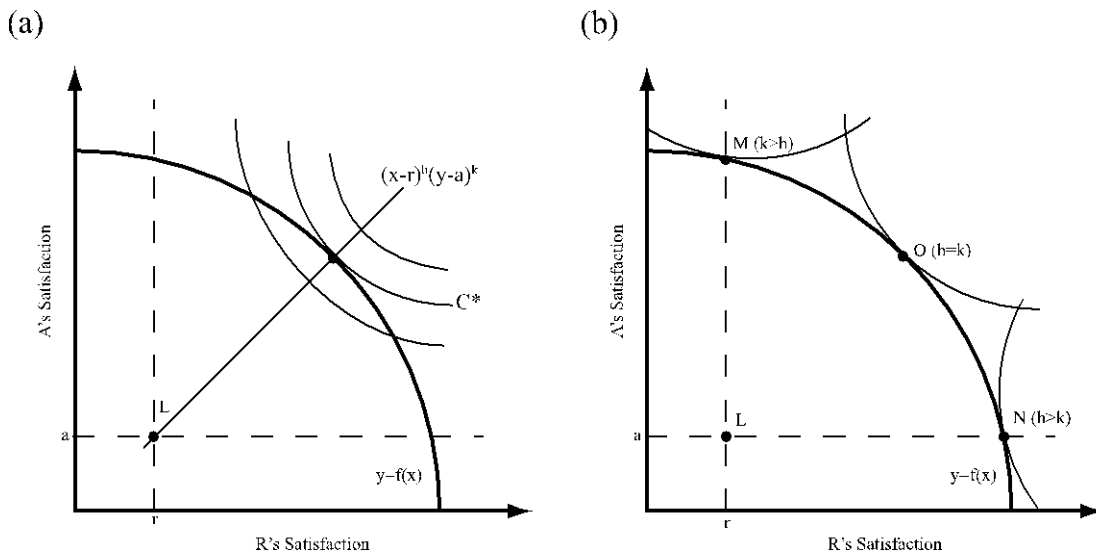 (a)
(b)
M (k>h)
(x-r)ʰ(y-a)ᵏ
O (h=k)
C*
A's Satisfaction
A's Satisfaction
L
L
N (h>k)
a
a
y=f(x)
y=f(x)
r
r
R's Satisfaction
R's Satisfaction